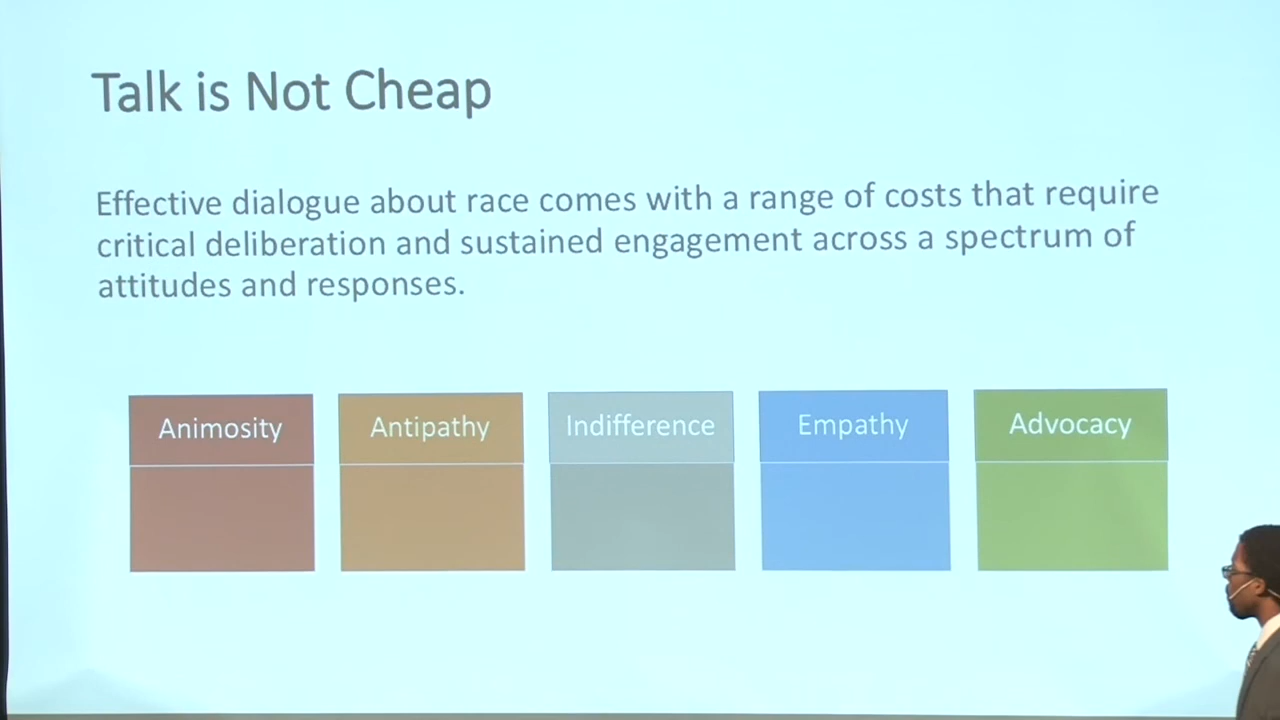 Talk is Not Cheap
Effective dialogue about race comes with a range of costs that require
critical deliberation and sustained engagement across a spectrum of
attitudes and responses.
Animosity
Antipathy
Indifference
Empathy
Advocacy